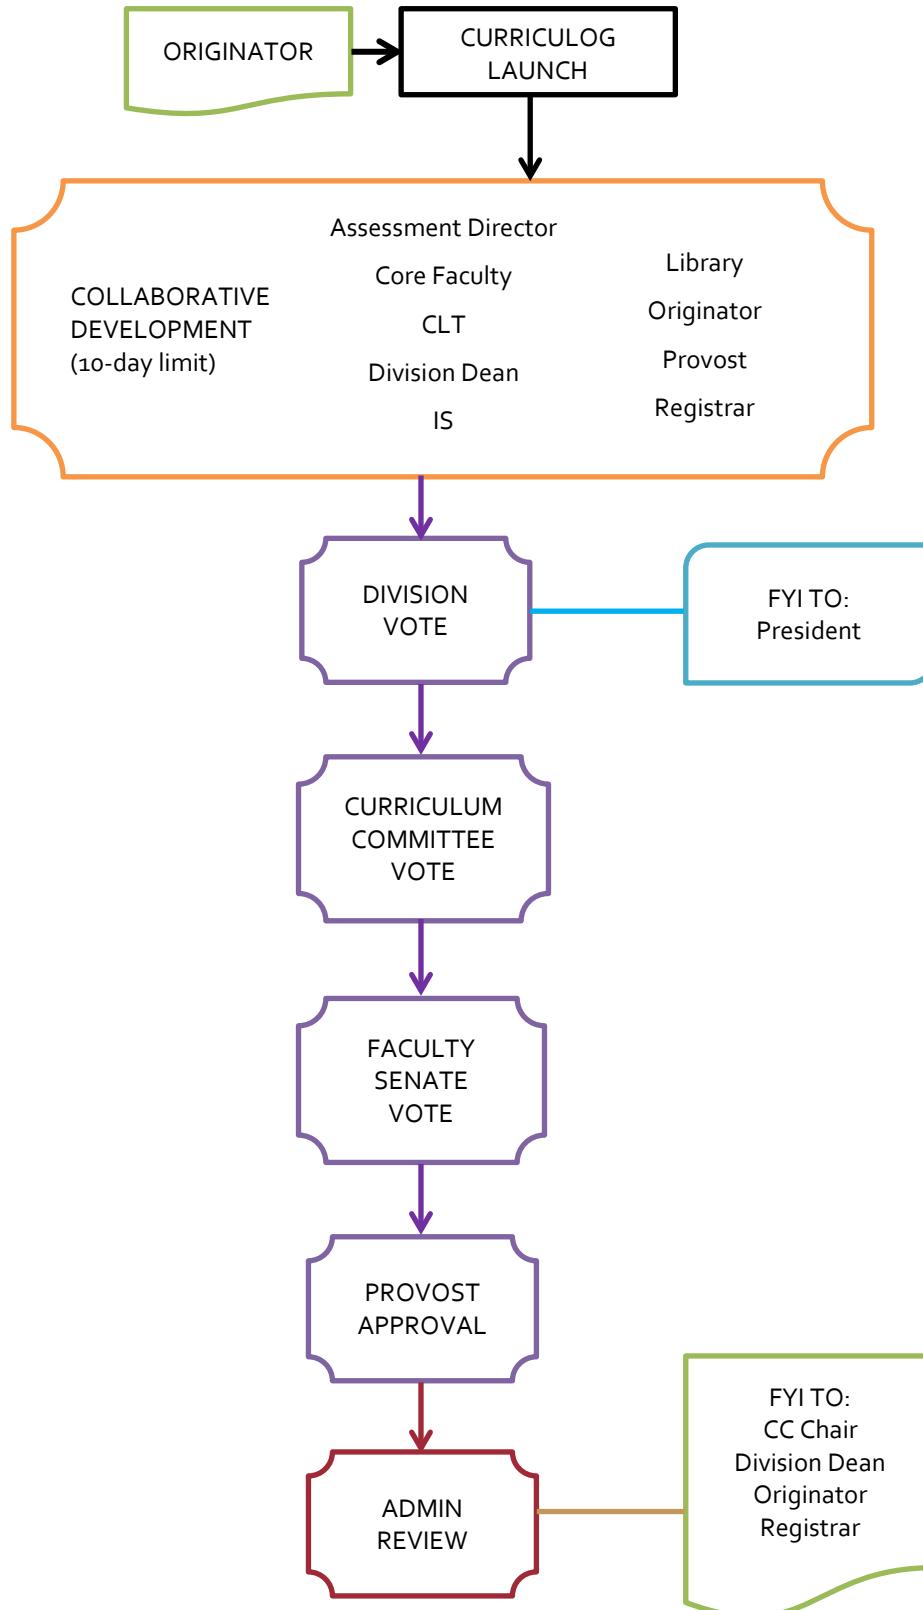 ORIGINATOR
CURRICULOG
LAUNCH
COLLABORATIVE
DEVELOPMENT
(10-day limit)
Assessment Director
Core Faculty
CLT
Division Dean
IS
Library
Originator
Provost
Registrar
DIVISION
VOTE
FYI TO:
President
CURRICULUM
COMMITTEE
VOTE
FACULTY
SENATE
VOTE
PROVOST
APPROVAL
ADMIN
REVIEW
FYI TO:
CC Chair
Division Dean
Originator
Registrar